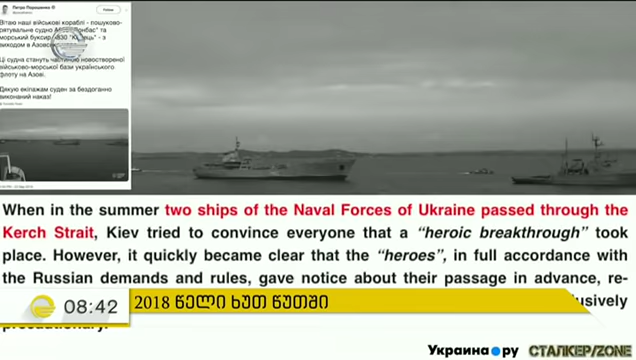 Петро Порошенко
Вітаю наші військові кораблі - пошуково-
рятувальне судно "Донбас" та
морський буксир "Корець" - з
виходом в Азовське
Ці судна стануть частиною новоствореної
військово-морської бази українського
флоту на Азові.
Дякую екіпажам суден за бездоганно
виконаний наказ!
When in the summer two ships of the Naval Forces of Ukraine passed through the
Kerch Strait, Kiev tried to convince everyone that a "heroic breakthrough" took
place. However, it quickly became clear that the "heroes", in full accordance with
the Russian demands and rules, gave notice about their passage in advance, re-
08:42
2018 წელი ხუთ წუთში
Украина.ру
СТАЛКЕР/ZONE